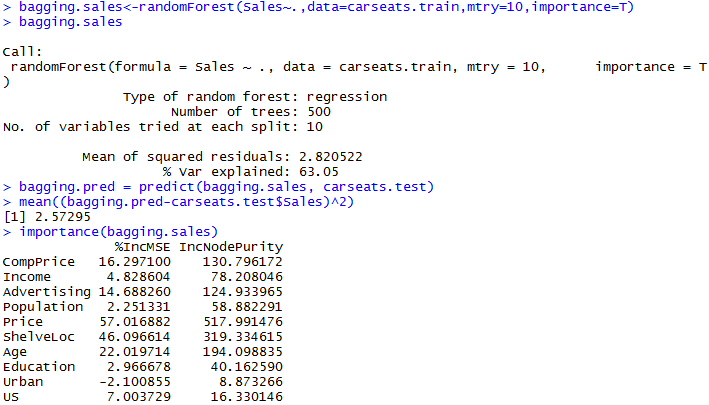 > bagging.sales<-randomForest(Sales~.,data=carseats.train,mtry=10,importance=T)
> bagging.sales
Call:
 randomForest(formula = Sales ~ ., data = carseats.train, mtry = 10,      importance = T
)
               Type of random forest: regression
                     Number of trees: 500
No. of variables tried at each split: 10
          Mean of squared residuals: 2.820522
                    % Var explained: 63.05
> bagging.pred = predict(bagging.sales, carseats.test)
> mean((bagging.pred-carseats.test$Sales)^2)
[1] 2.57295
> importance(bagging.sales)
              %IncMSE IncNodePurity
CompPrice   16.297100    130.796172
Income       4.828604     78.208046
Advertising 14.688260    124.933965
Population   2.251331     58.882291
Price       57.016882    517.991476
ShelveLoc   46.096614    319.334615
Age         22.019714    194.098835
Education    2.966678     40.162590
Urban       -2.100855      8.873266
US           7.003729     16.330146